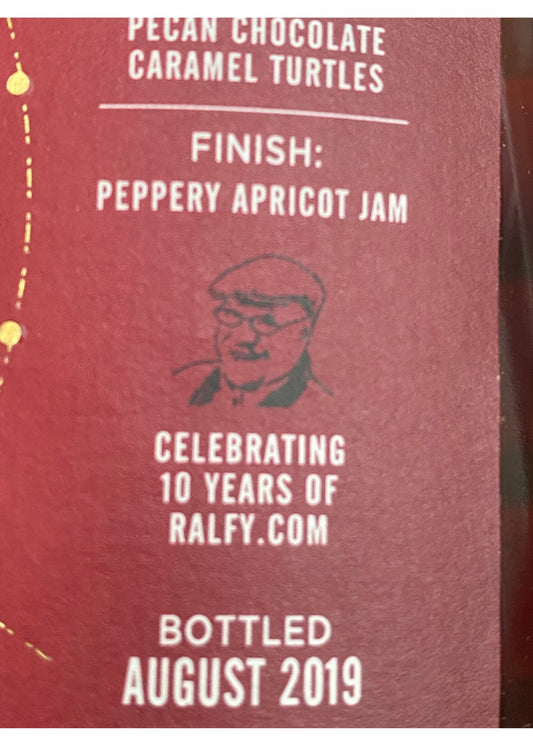 PECAN CHOCOLATE
CARAMEL TURTLES
FINISH:
PEPPERY APRICOT JAM
CELEBRATING
10 YEARS OF
RALFY.COM
BOTTLED
AUGUST 2019